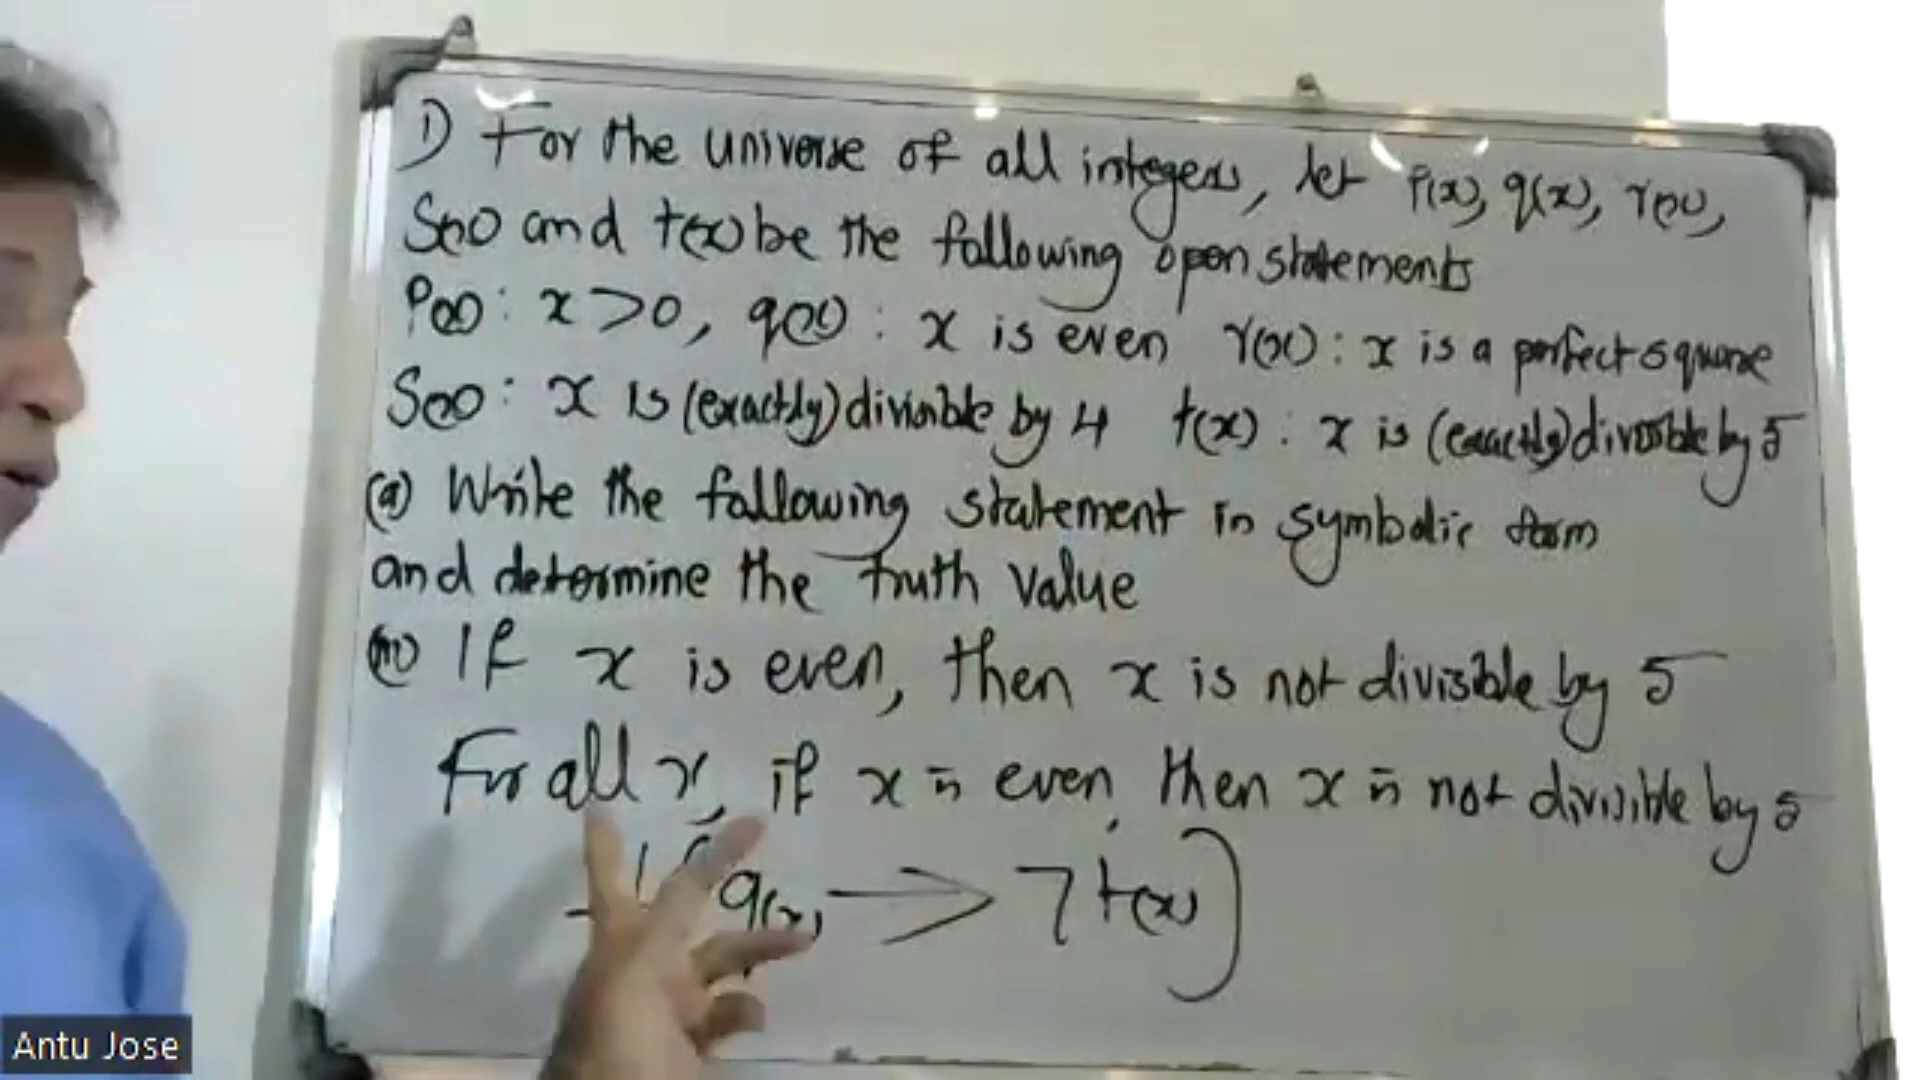 1) For the universe of all integers, let p(x), q(x), r(x),
S(x) and t(x) be the following open statements
P(x) : x > 0, q(x) : x is even r(x) : x is a perfect square
S(x) : x is (exactly) divisible by 4 t(x) : x is (exactly) divisible by 5
(a) Write the following statement in symbolic form
and determine the truth value
If x is even, then x is not divisible by 5
For all x, if x is even, then x is not divisible by 5
q(x) → ¬ t(x))
Antu Jose